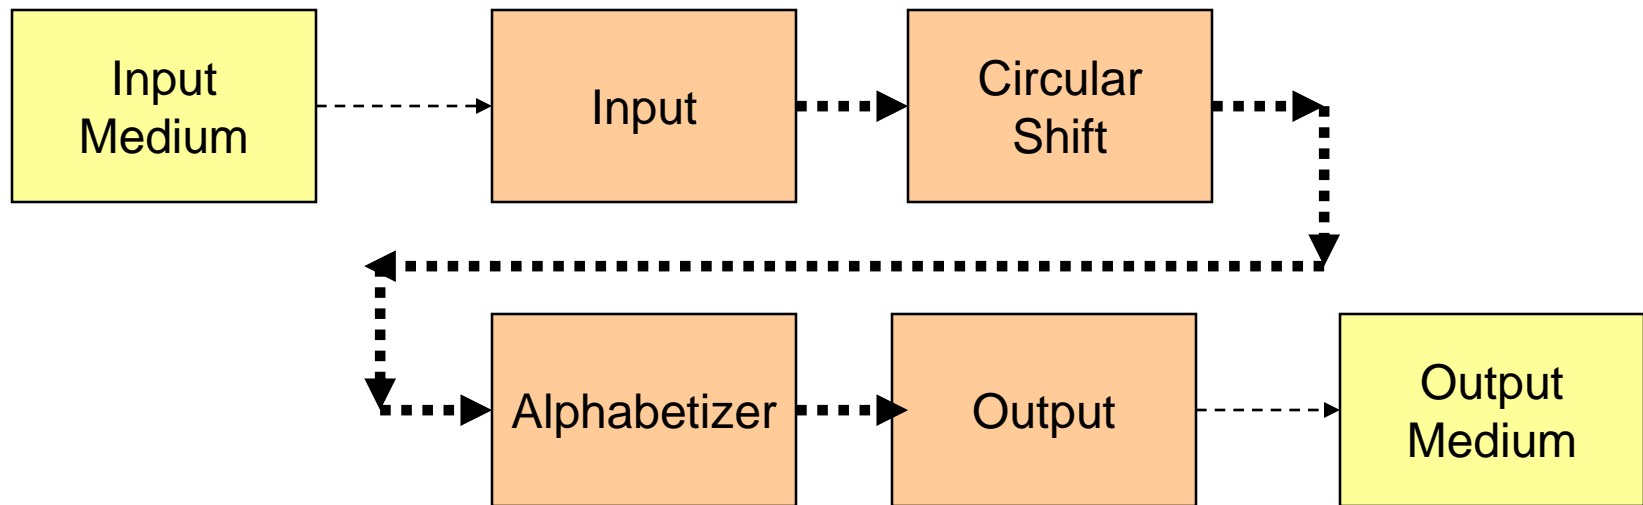 Input
Medium
Input
Circular
Shift
Alphabetizer
Output
Output
Medium